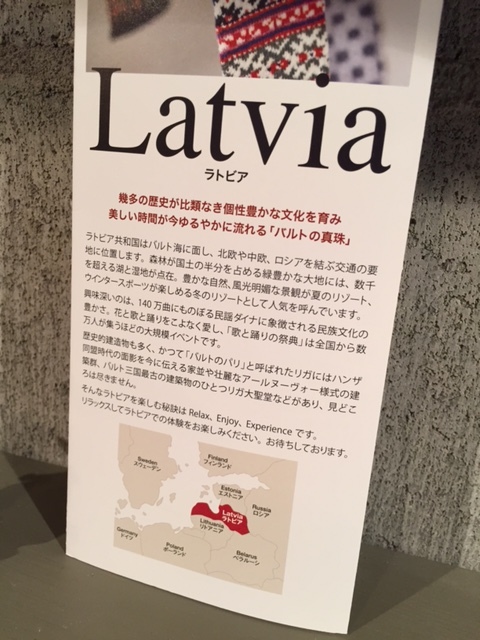 Latvia
ラトビア
幾多の歴史が比類なき個性豊かな文化を育み
美しい時間が今ゆるやかに流れる「バルトの真珠」
ラトビア共和国はバルト海に面し、北欧や中欧、ロシアを結ぶ交通の要
地に位置します。森林が国土の半分を占める緑豊かな大地には、数千
を超える湖と湿地が点在。豊かな自然、風光明媚な景観が夏のリゾート、
ウインタースポーツが楽しめる冬のリゾートとして人気を呼んでいます。
興味深いのは、140万曲にものぼる民謡ダイナに象徴される民族文化の
豊かさ。花と歌と踊りをこよなく愛し、「歌と踊りの祭典」は全国から数
万人が集うほどの大規模イベントです。
歴史的建造物も多く、かつて「バルトのパリ」と呼ばれたリガにはハンザ
同盟時代の面影を今に伝える家並や壮麗なアールヌーヴォー様式の建
築群、バルト三国最古の建築物のひとつリガ大聖堂などがあり、見どこ
ろは尽きません。
そんなラトビアを楽しむ秘訣は Relax、Enjoy、Experience です。
リラックスしてラトビアでの体験をお楽しみください。お待ちしております。
Sweden
スウェーデン
Finland
フィンランド
Estonia
エストニア
Russia
ロシア
Latvia
ラトビア
Lithuania
リトアニア
Germany
ドイツ
Poland
ポーランド
Belarus
ベラルーシ